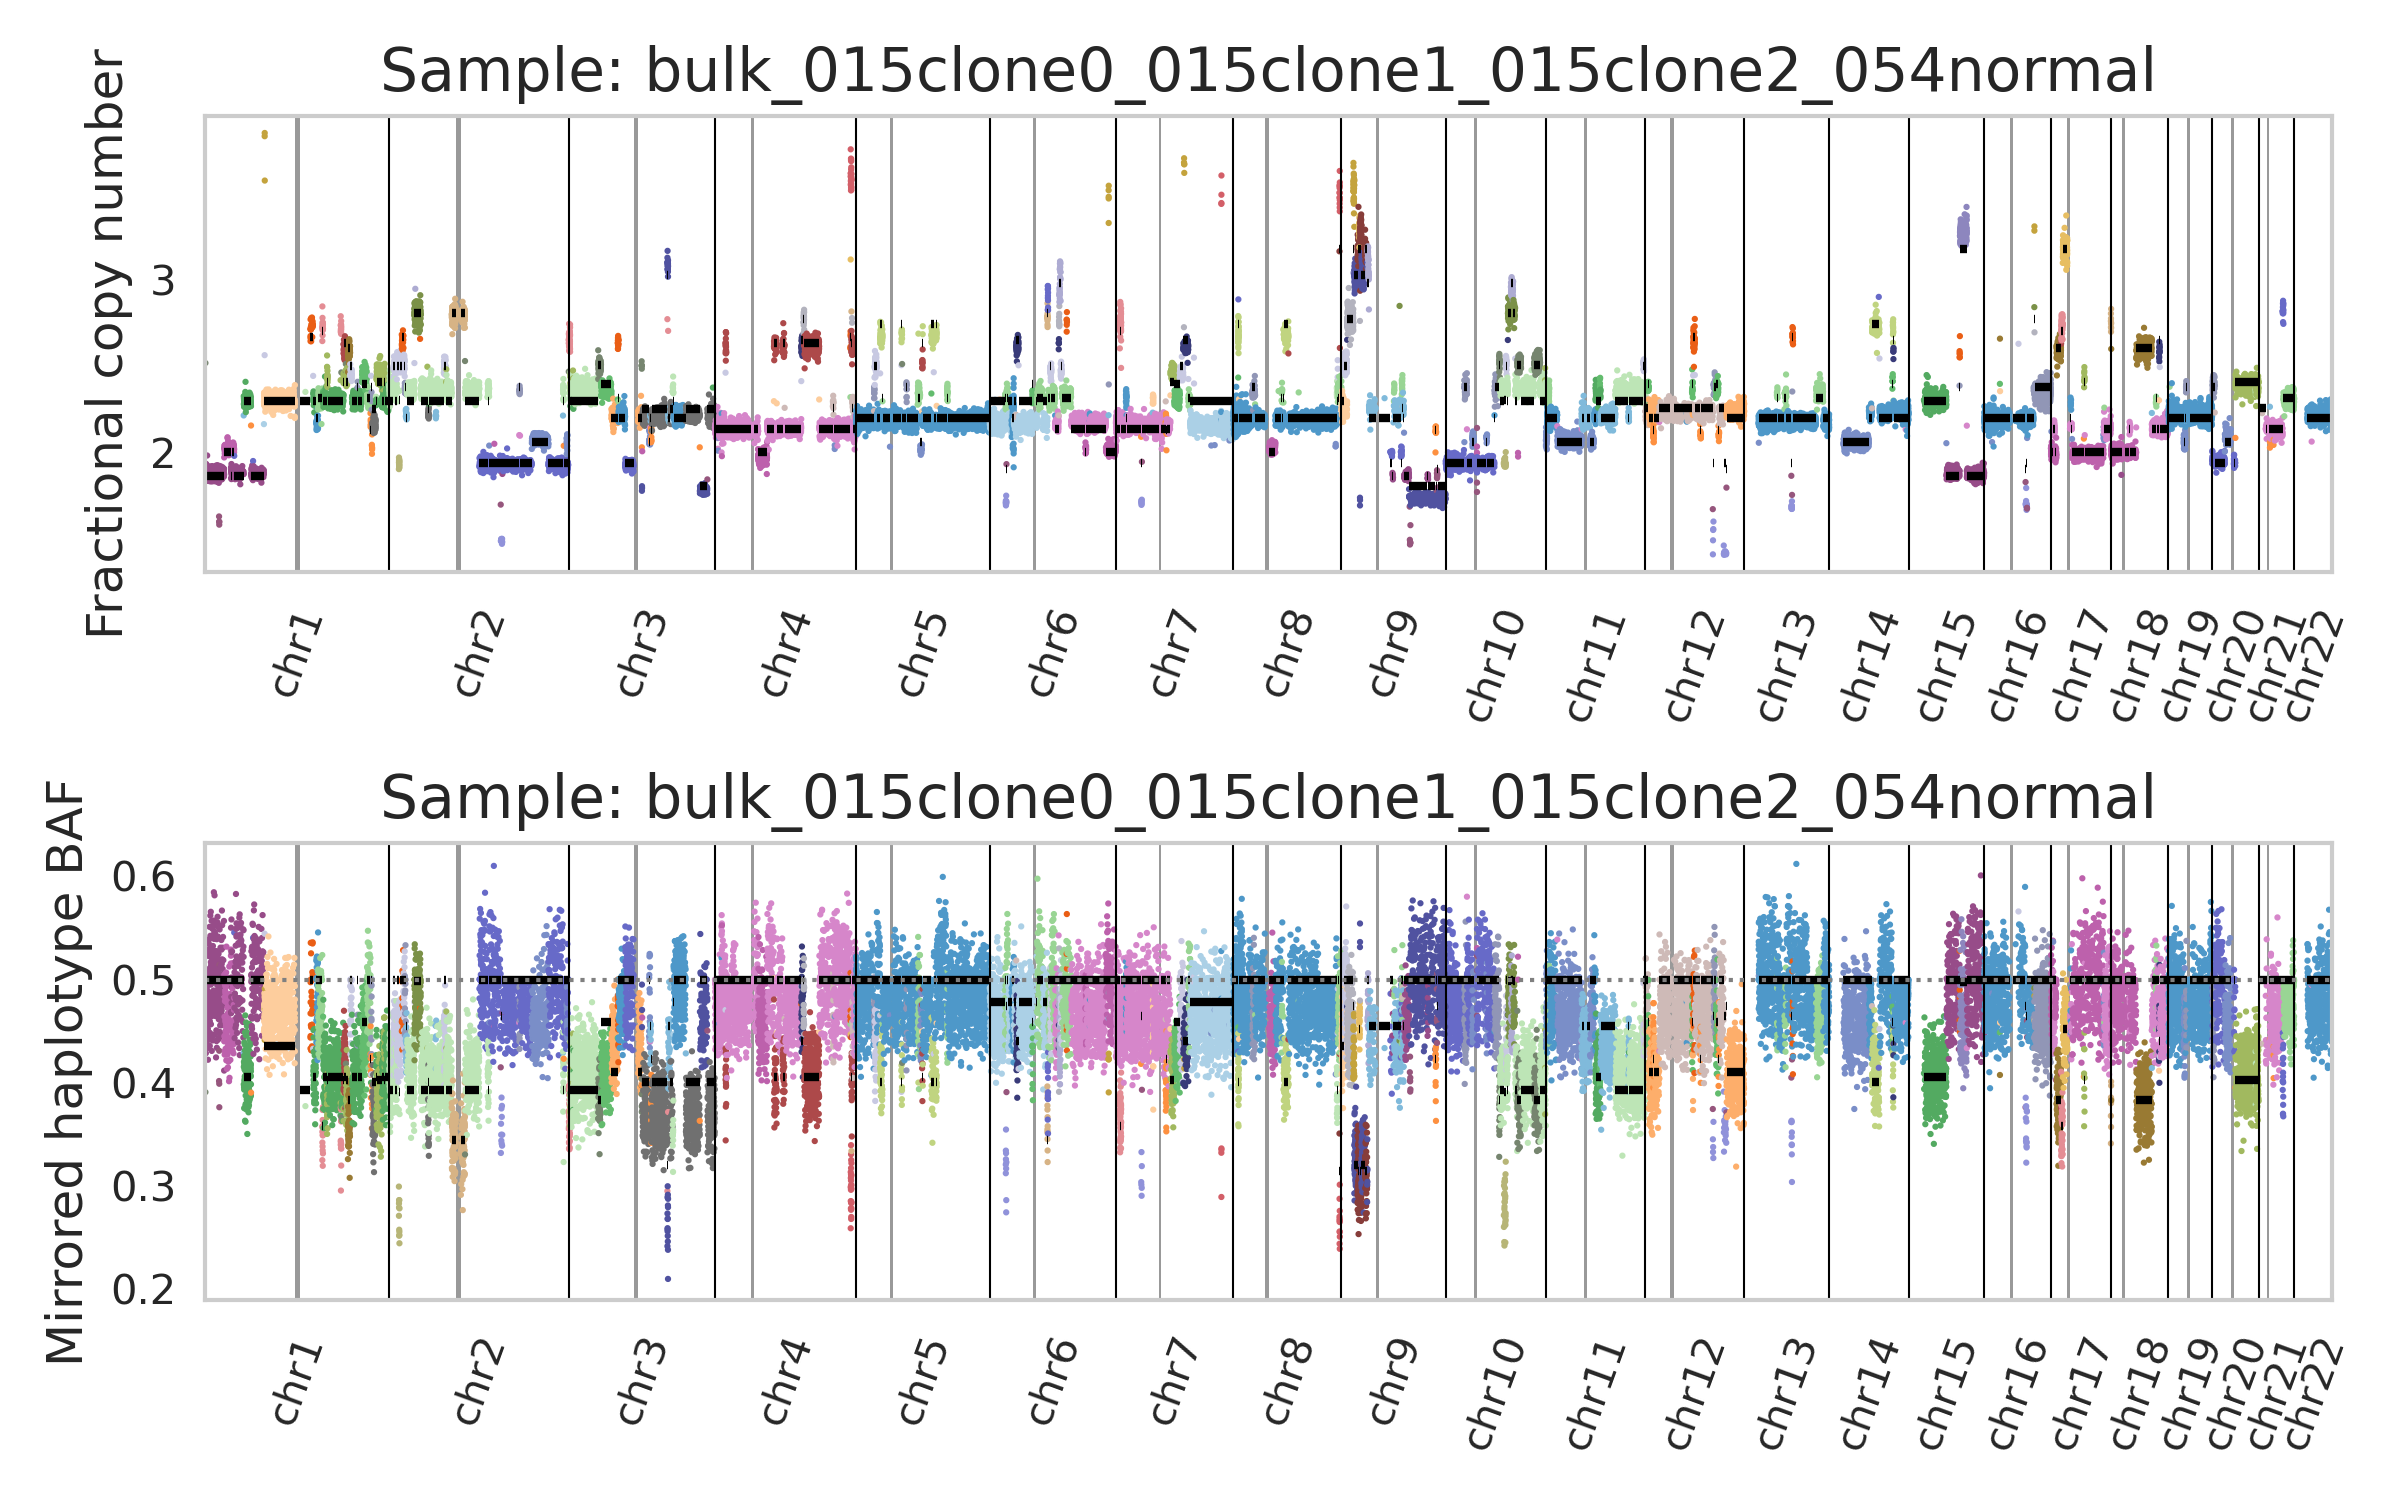 Sample: bulk_015clone0_015clone1_015clone2_054normal
Fractional copy number
3
2
chr1
chr2
chr3
chr4
chr5
chr6
chr7
chr8
chr9
chr10
chr11
chr12
chr13
chr14
chr15
chr16
chr17
chr18
chr19
chr20
chr21
chr22
Sample: bulk_015clone0_015clone1_015clone2_054normal
Mirrored haplotype BAF
0.6
0.5
0.4
0.3
0.2
chr1
chr2
chr3
chr4
chr5
chr6
chr7
chr8
chr9
chr10
chr11
chr12
chr13
chr14
chr15
chr16
chr17
chr18
chr19
chr20
chr21
chr22